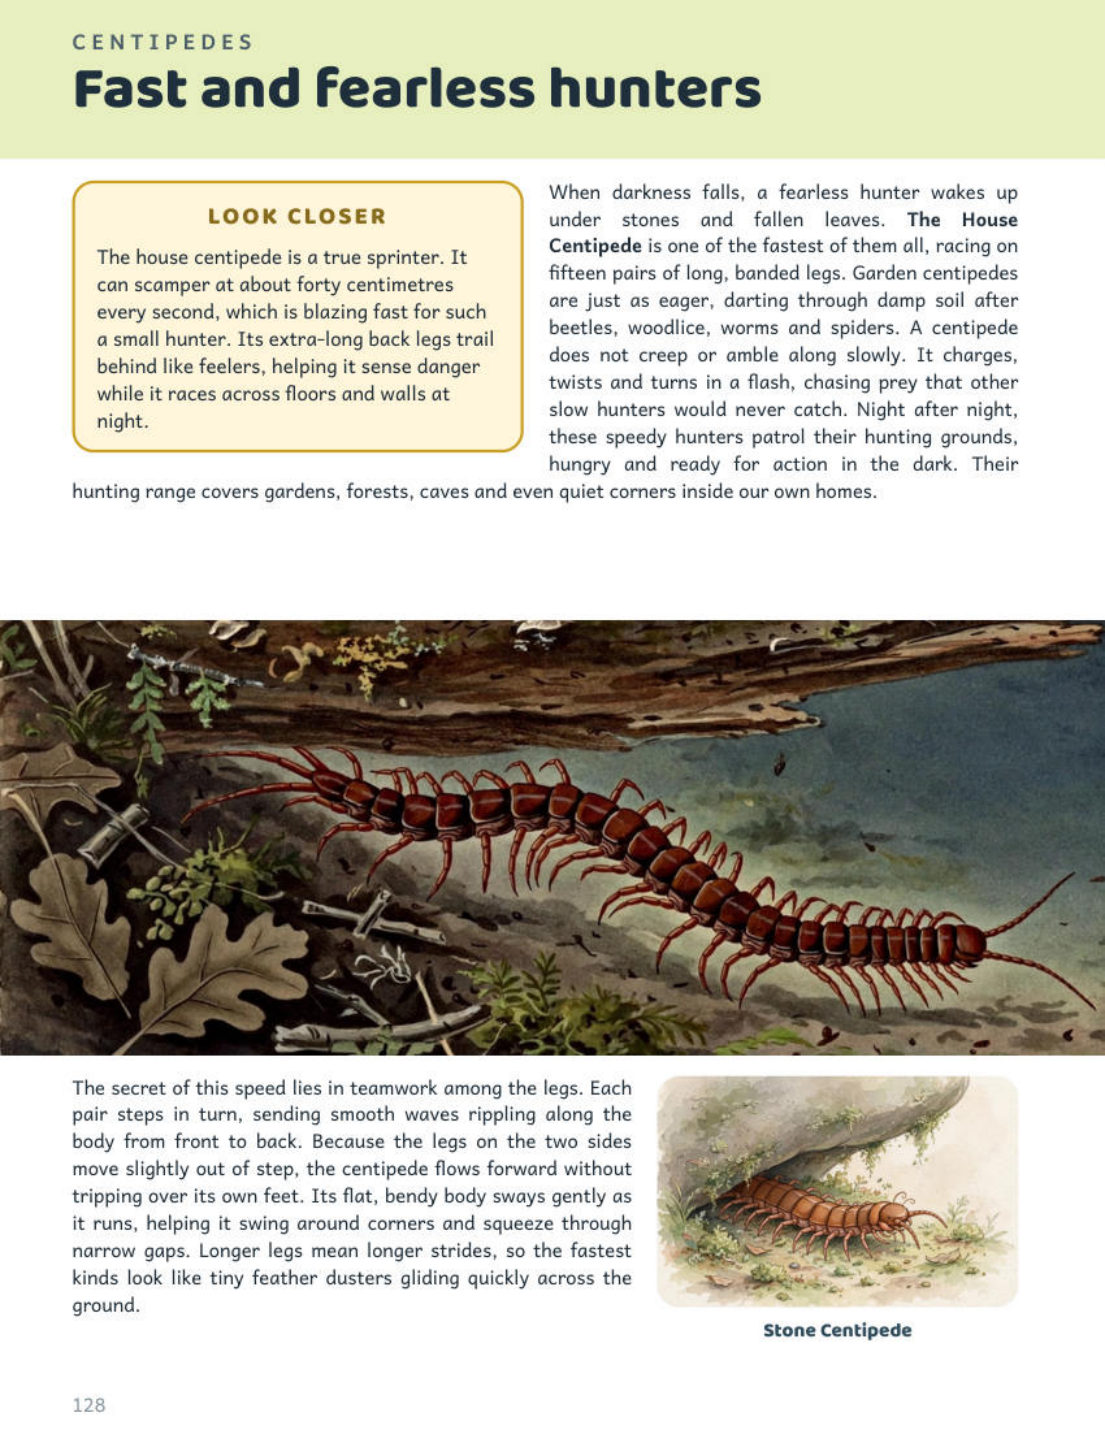 CENTIPEDES
Fast and fearless hunters
LOOK CLOSER
The house centipede is a true sprinter. It
can scamper at about forty centimetres
every second, which is blazing fast for such
a small hunter. Its extra-long back legs trail
behind like feelers, helping it sense danger
while it races across floors and walls at
night.
When darkness falls, a fearless hunter wakes up
under stones and fallen leaves. The House
Centipede is one of the fastest of them all, racing on
fifteen pairs of long, banded legs. Garden centipedes
are just as eager, darting through damp soil after
beetles, woodlice, worms and spiders. A centipede
does not creep or amble along slowly. It charges,
twists and turns in a flash, chasing prey that other
slow hunters would never catch. Night after night,
these speedy hunters patrol their hunting grounds,
hungry and ready for action in the dark. Their
hunting range covers gardens, forests, caves and even quiet corners inside our own homes.
The secret of this speed lies in teamwork among the legs. Each
pair steps in turn, sending smooth waves rippling along the
body from front to back. Because the legs on the two sides
move slightly out of step, the centipede flows forward without
tripping over its own feet. Its flat, bendy body sways gently as
it runs, helping it swing around corners and squeeze through
narrow gaps. Longer legs mean longer strides, so the fastest
kinds look like tiny feather dusters gliding quickly across the
ground.
Stone Centipede
128